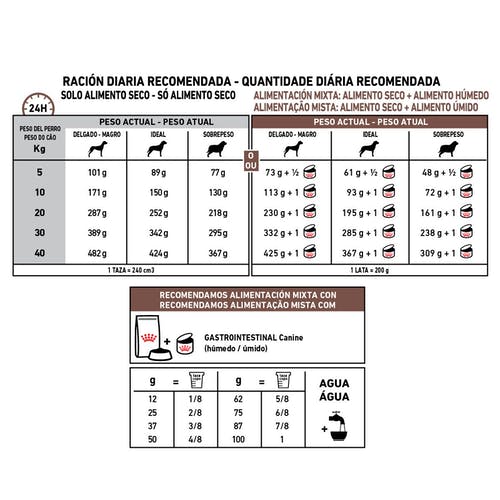 RACIÓN DIARIA RECOMENDADA - QUANTIDADE DIÁRIA RECOMENDADA
SOLO ALIMENTO SECO - SÓ ALIMENTO SECO
ALIMENTACIÓN MIXTA: ALIMENTO SECO + ALIMENTO HÚMEDO
ALIMENTAÇÃO MISTA: ALIMENTO SECO + ALIMENTO ÚMIDO
24H
PESO DEL PERRO
PESO DO CÃO
Kg
PESO ACTUAL - PESO ATUAL
O
OU
PESO ACTUAL - PESO ATUAL
DELGADO - MAGRO IDEAL SOBREPESO DELGADO - MAGRO IDEAL SOBREPESO
5 101 g 89 g 77 g 73 g + ½ 61 g + ½ 48 g + ½
10 171 g 150 g 130 g 113 g + 1 93 g + 1 72 g + 1
20 287 g 252 g 218 g 230 g + 1 195 g + 1 161 g + 1
30 389 g 342 g 295 g 332 g + 1 285 g + 1 238 g + 1
40 482 g 424 g 367 g 425 g + 1 367 g + 1 309 g + 1
1 TAZA = 240 cm3 1 LATA = 200 g
RECOMENDAMOS ALIMENTACIÓN MIXTA CON
RECOMENDAMOS ALIMENTAÇÃO MISTA COM
+
GASTROINTESTINAL Canine
(húmedo / úmido)
g = g =
12 1/8 62 5/8
25 2/8 75 6/8
37 3/8 87 7/8
50 4/8 100 1
AGUA
ÁGUA
+